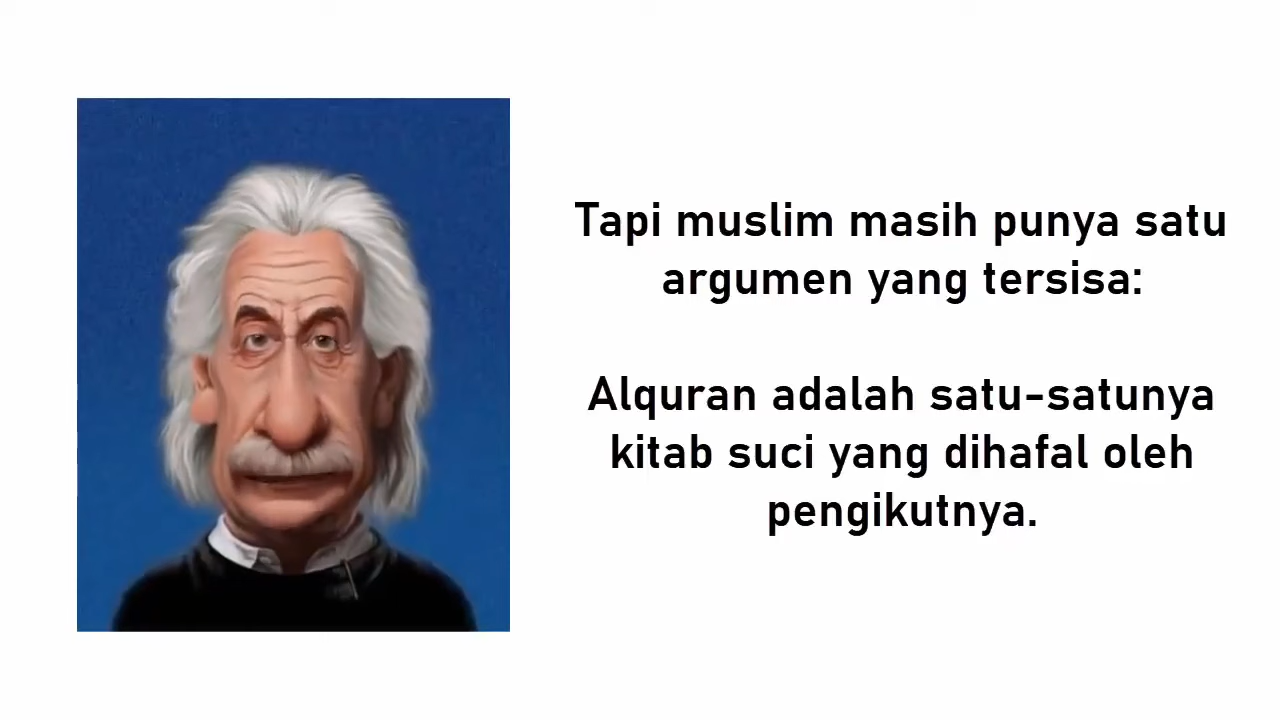 Tapi muslim masih punya satu
argumen yang tersisa:
Alquran adalah satu-satunya
kitab suci yang dihafal oleh
pengikutnya.